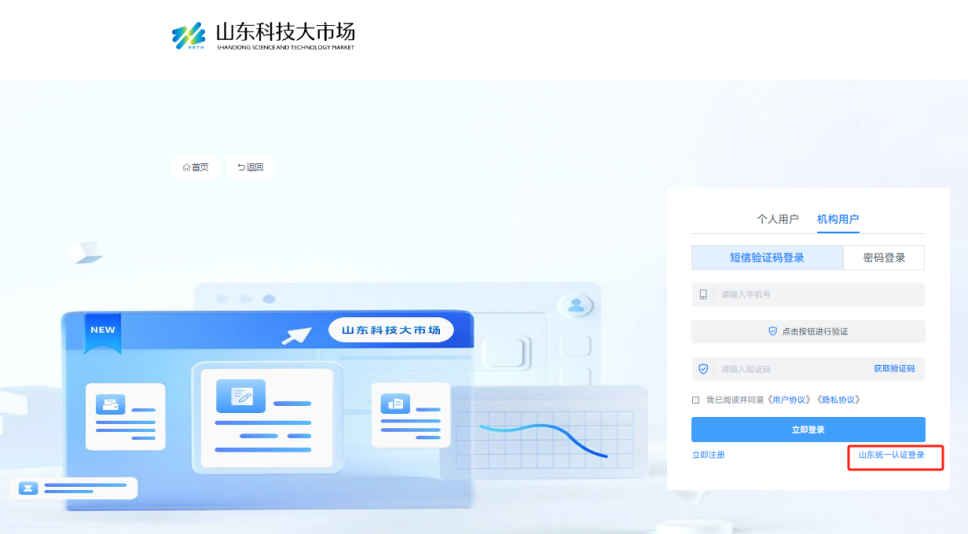 山东科技大市场
SHANDONG SCIENCE AND TECHNOLOGY MARKET
首页 返回
个人用户 机构用户
短信验证码登录 密码登录
请输入手机号
NEW
山东科技大市场
点击按钮进行验证
请输入验证码 获取验证码
我已阅读并同意《用户协议》《隐私协议》
立即登录
立即注册 山东统一认证登录